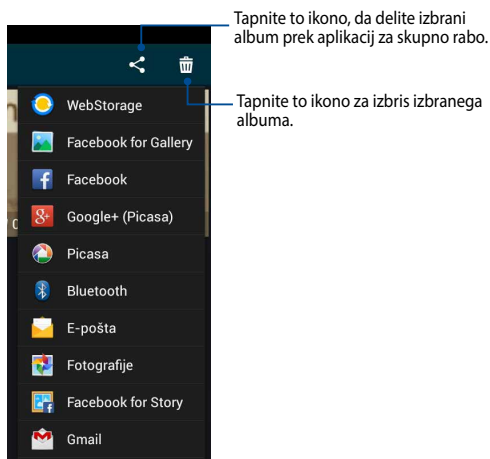 Tapnite to ikono, da delite izbrani
album prek aplikacij za skupno rabo.
Tapnite to ikono za izbris izbranega
albuma.
WebStorage
Facebook for Gallery
Facebook
Google+ (Picasa)
Picasa
Bluetooth
E-pošta
Fotografije
Facebook for Story
Gmail